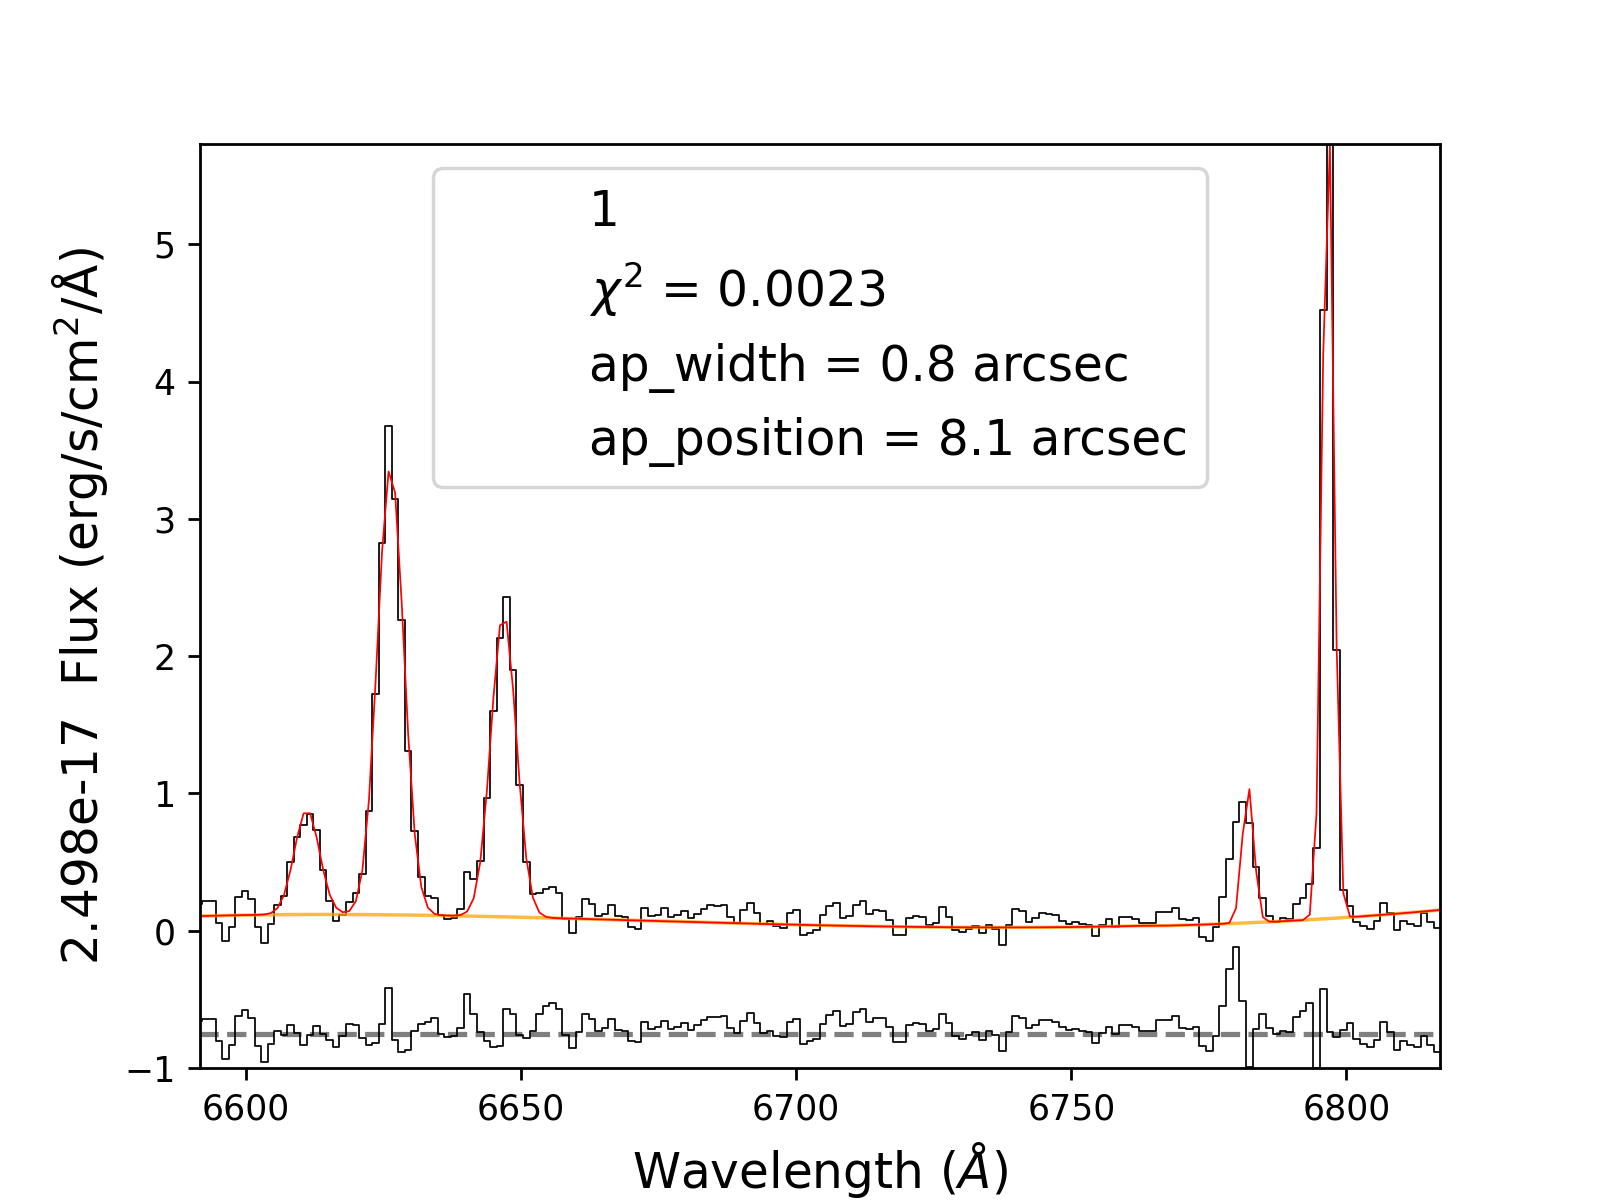 1
χ² = 0.0023
ap_width = 0.8 arcsec
ap_position = 8.1 arcsec
2.498e-17 Flux (erg/s/cm²/Å)
5
4
3
2
1
0
−1
6600 6650 6700 6750 6800
Wavelength (Å)